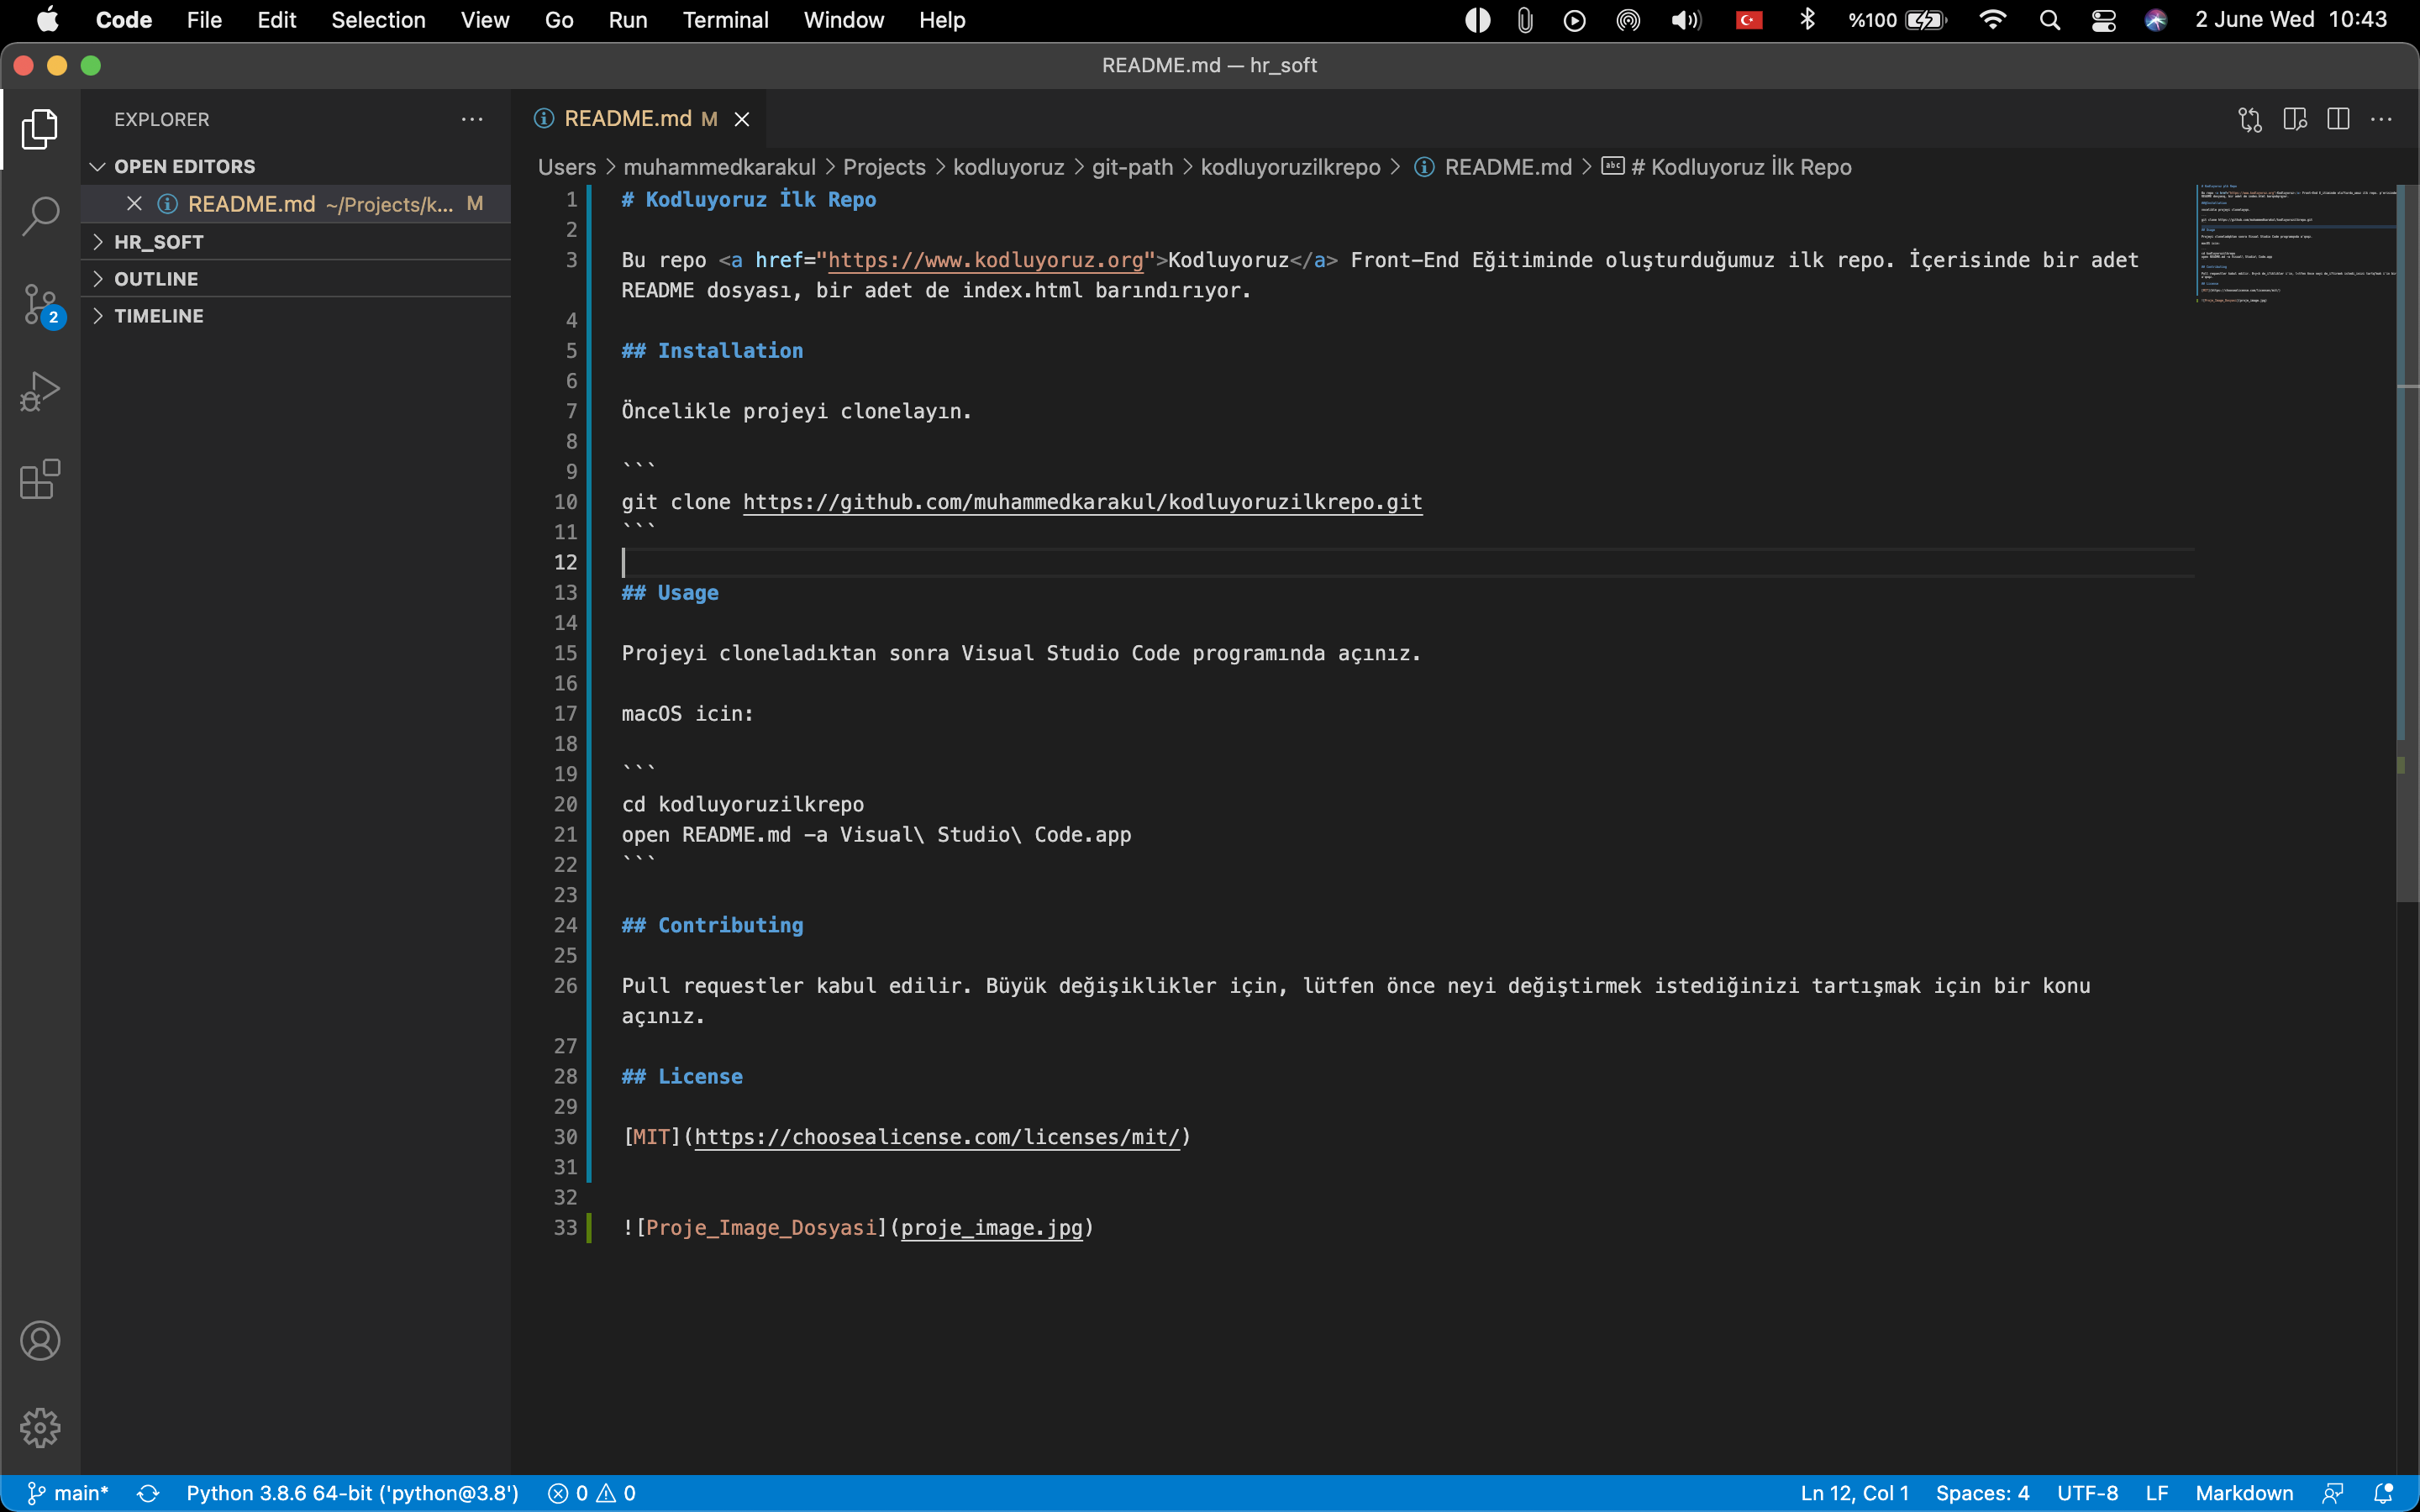 Code File Edit Selection View Go Run Terminal Window Help %100 2 June Wed 10:43
README.md — hr_soft
EXPLORER
README.md M
OPEN EDITORS
Users > muhammedkarakul > Projects > kodluyoruz > git-path > kodluyoruzilkrepo > README.md > # Kodluyoruz İlk Repo
README.md ~/Projects/k... M
HR_SOFT
OUTLINE
TIMELINE
2
1 # Kodluyoruz İlk Repo
2
3 Bu repo <a href="https://www.kodluyoruz.org">Kodluyoruz</a> Front-End Eğitiminde oluşturduğumuz ilk repo. İçerisinde bir adet
README dosyası, bir adet de index.html barındırıyor.
4
5 ## Installation
6
7 Öncelikle projeyi clonelayın.
8
9 ```
10 git clone https://github.com/muhammedkarakul/kodluyoruzilkrepo.git
11 ```
12
13 ## Usage
14
15 Projeyi cloneladıktan sonra Visual Studio Code programında açınız.
16
17 macOS icin:
18
19 ```
20 cd kodluyoruzilkrepo
21 open README.md -a Visual\ Studio\ Code.app
22 ```
23
24 ## Contributing
25
26 Pull requestler kabul edilir. Büyük değişiklikler için, lütfen önce neyi değiştirmek istediğinizi tartışmak için bir konu
açınız.
27
28 ## License
29
30 [MIT](https://choosealicense.com/licenses/mit/)
31
32
33 ![Proje_Image_Dosyasi](proje_image.jpg)
main* Python 3.8.6 64-bit ('python@3.8') 0 0 Ln 12, Col 1 Spaces: 4 UTF-8 LF Markdown